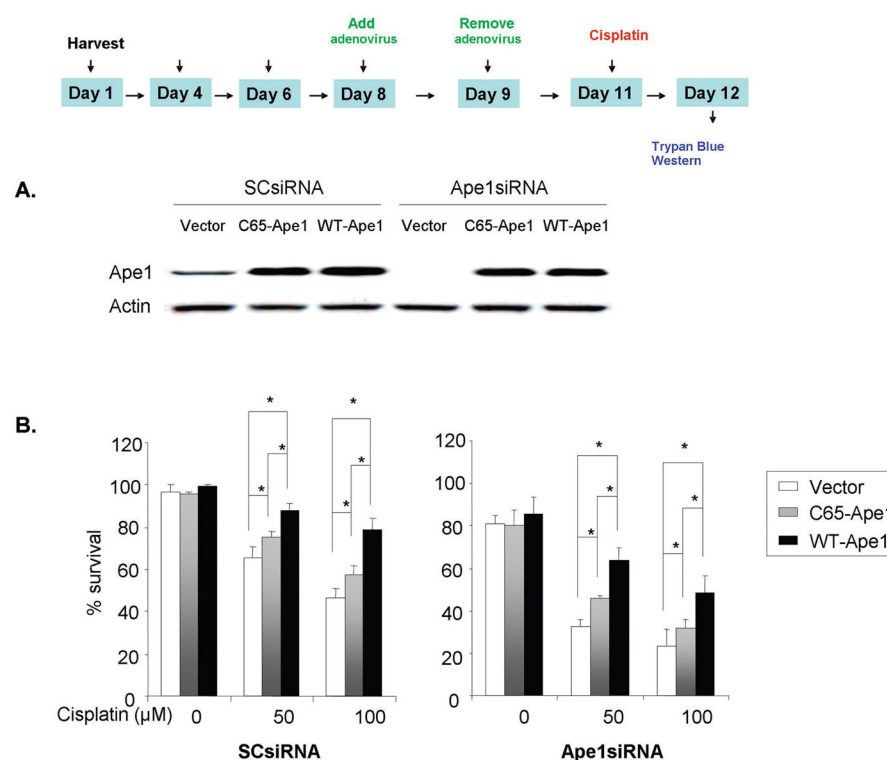 Add Remove
Harvest adenovirus adenovirus Cisplatin
Day 1 Day 4 Day 6 Day 8 Day 9 Day 11 Day 12
Trypan Blue
Western
A.
SCsiRNA Ape1siRNA
Vector C65-Ape1 WT-Ape1 Vector C65-Ape1 WT-Ape1
Ape1
Actin
B.
% survival
120
100
80
60
40
20
0
* * * * * *
Cisplatin (µM) 0 50 100
SCsiRNA
120
100
80
60
40
20
0
* * * * * *
0 50 100
Ape1siRNA
Vector
C65-Ape1
WT-Ape1